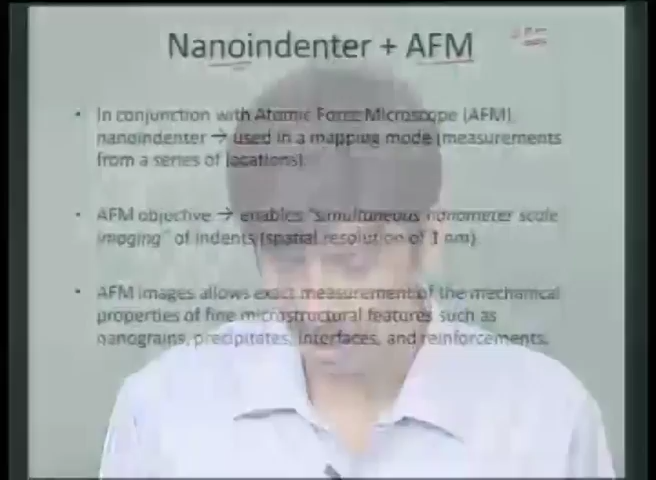 Nanoindenter + AFM
• In conjunction with Atomic Force Microscope (AFM),
nanoindenter → used in a mapping mode (measurements
from a series of locations).
• AFM objective → enables "simultaneous nanometer scale
imaging" of indents (spatial resolution of 1 nm)
• AFM images allows exact measurement of the mechanical
properties of fine microstructural features such as
nanograins, precipitates, interfaces, and reinforcements.